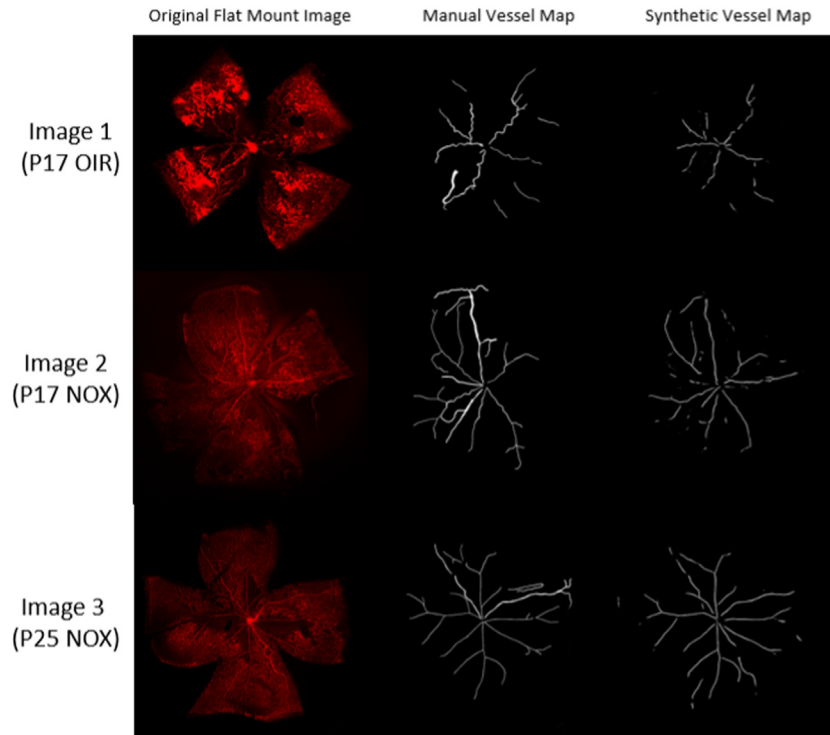 Original Flat Mount Image
Manual Vessel Map
Synthetic Vessel Map
Image 1
(P17 OIR)
Image 2
(P17 NOX)
Image 3
(P25 NOX)